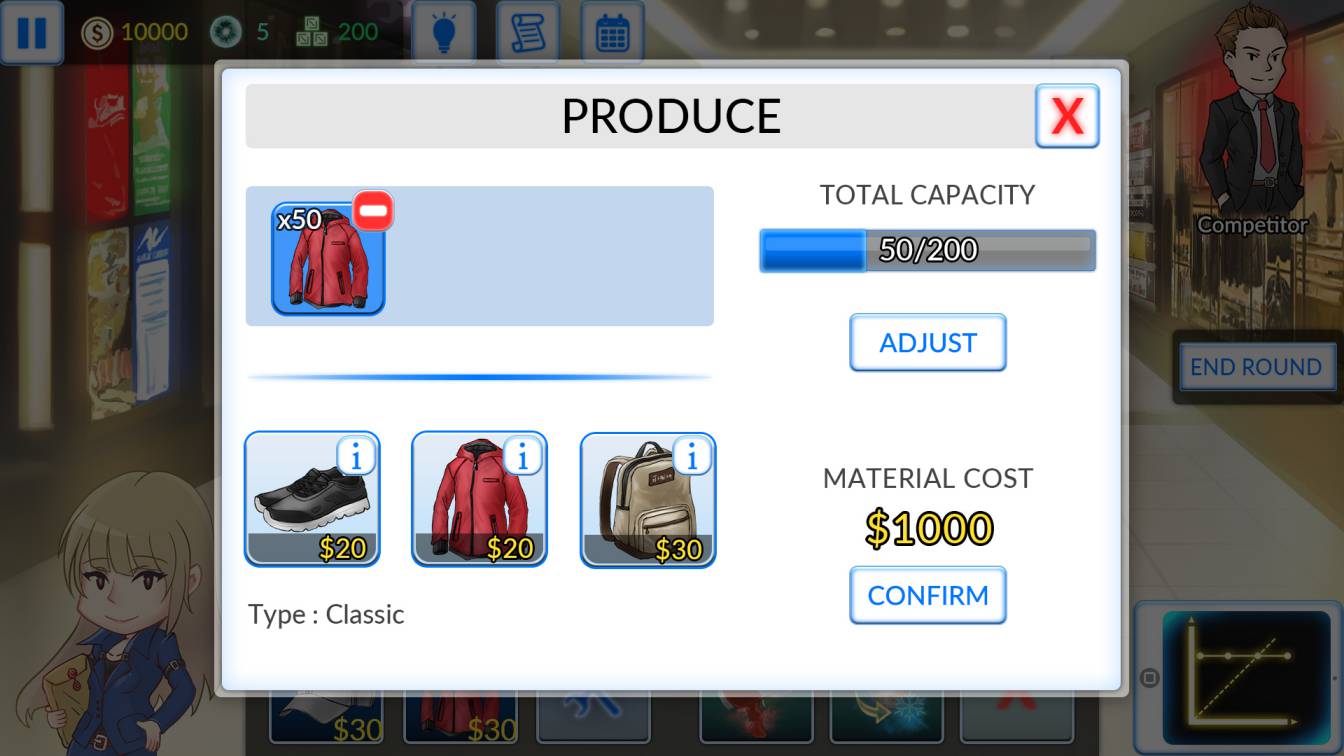 10000 5 200
PRODUCE
X
x50
TOTAL CAPACITY
50/200
Competitor
ADJUST
END ROUND
i i i
$20 $20 $30
MATERIAL COST
$1000
CONFIRM
Type : Classic
$30 $30